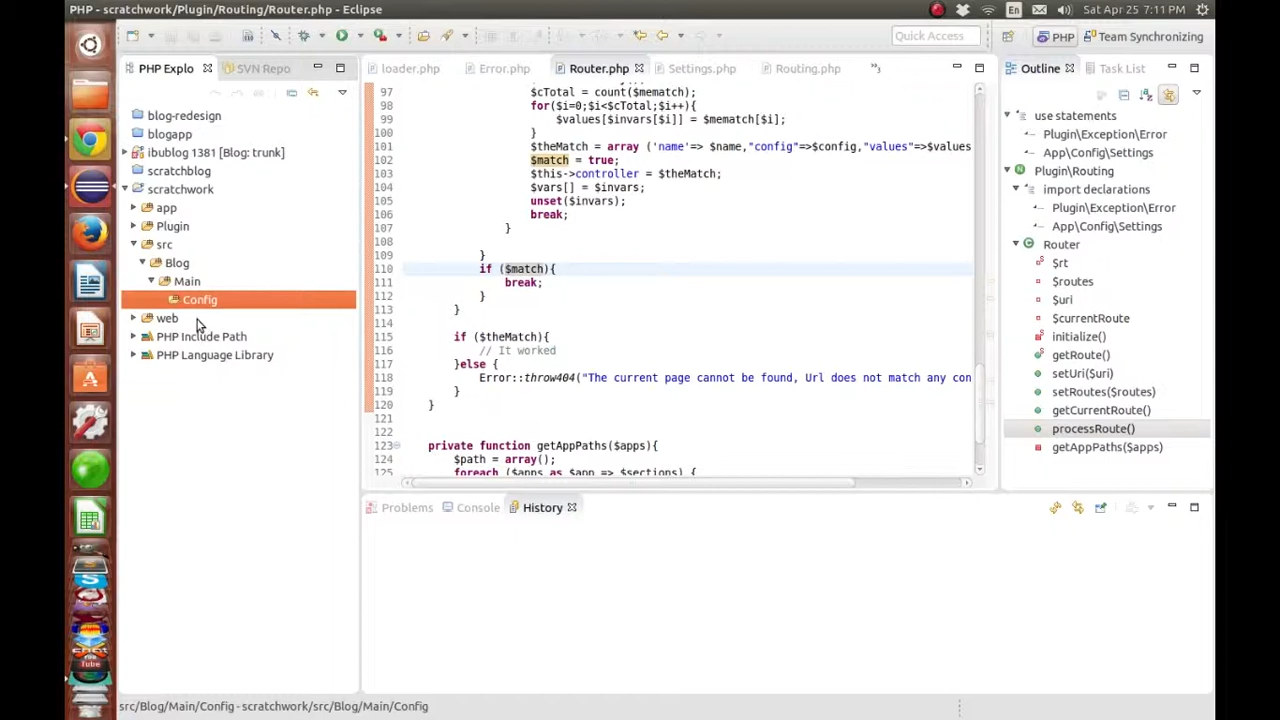 PHP - scratchwork/Plugin/Routing/Router.php - Eclipse
En
Sat Apr 25 7:11 PM
Quick Access
PHP
Team Synchronizing
PHP Explo
SVN Repo
loader.php
Error.php
Router.php
Settings.php
Routing.php
Outline
Task List
blog-redesign
blogapp
ibublog 1381 [Blog: trunk]
scratchblog
scratchwork
app
Plugin
src
Blog
Main
Config
web
PHP Include Path
PHP Language Library
97 $cTotal = count($mematch);
98 for($i=0;$i<$cTotal;$i++){
99 $values[$invars[$i]] = $mematch[$i];
100 }
101 $theMatch = array ('name'=> $name,"config"=>$config,"values"=>$values
102 $match = true;
103 $this->controller = $theMatch;
104 $vars[] = $invars;
105 unset($invars);
106 break;
107 }
108
109 }
110 if ($match){
111 break;
112 }
113 }
114
115 if ($theMatch){
116 // It worked
117 }else {
118 Error::throw404("The current page cannot be found, Url does not match any con
119 }
120 }
121
122
123 private function getAppPaths($apps){
124 $path = array();
125 foreach ($apps as $app => $sections) {
use statements
Plugin\Exception\Error
App\Config\Settings
Plugin\Routing
import declarations
Plugin\Exception\Error
App\Config\Settings
Router
$rt
$routes
$uri
$currentRoute
initialize()
getRoute()
setUri($uri)
setRoutes($routes)
getCurrentRoute()
processRoute()
getAppPaths($apps)
Problems
Console
History
You
Tube
src/Blog/Main/Config - scratchwork/src/Blog/Main/Config